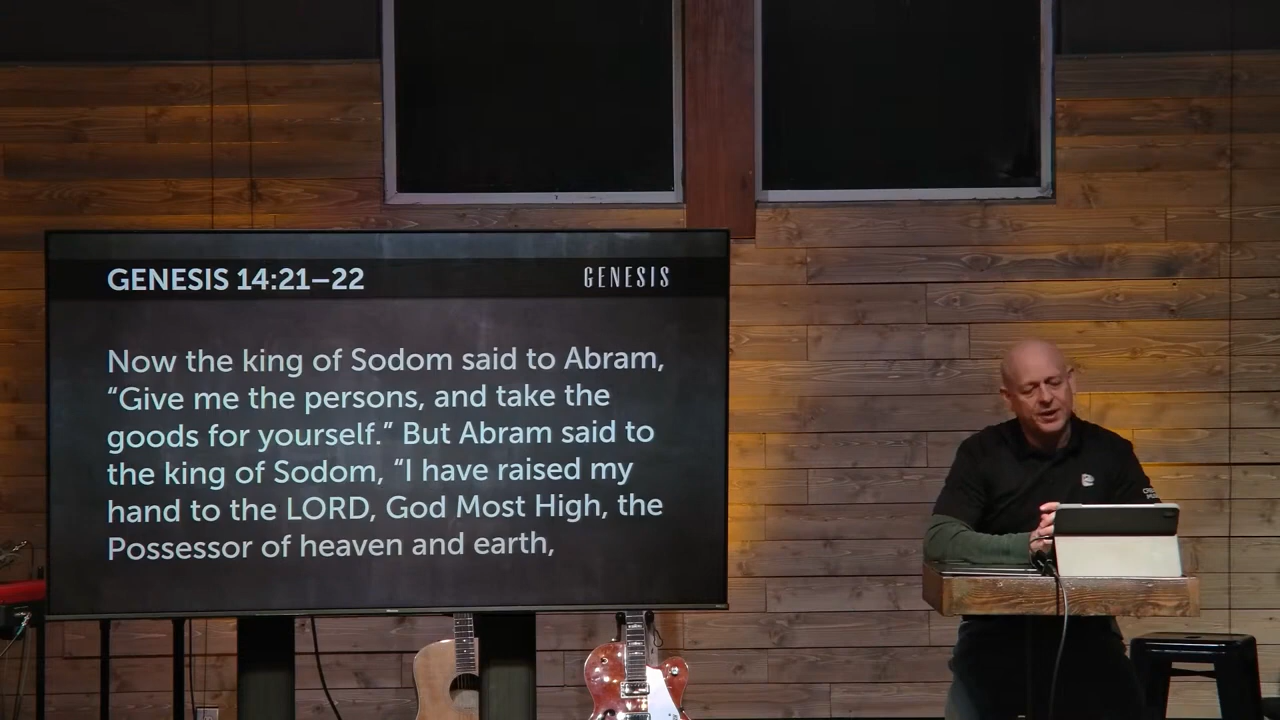 GENESIS 14:21–22
GENESIS
Now the king of Sodom said to Abram,
“Give me the persons, and take the
goods for yourself.” But Abram said to
the king of Sodom, “I have raised my
hand to the LORD, God Most High, the
Possessor of heaven and earth,